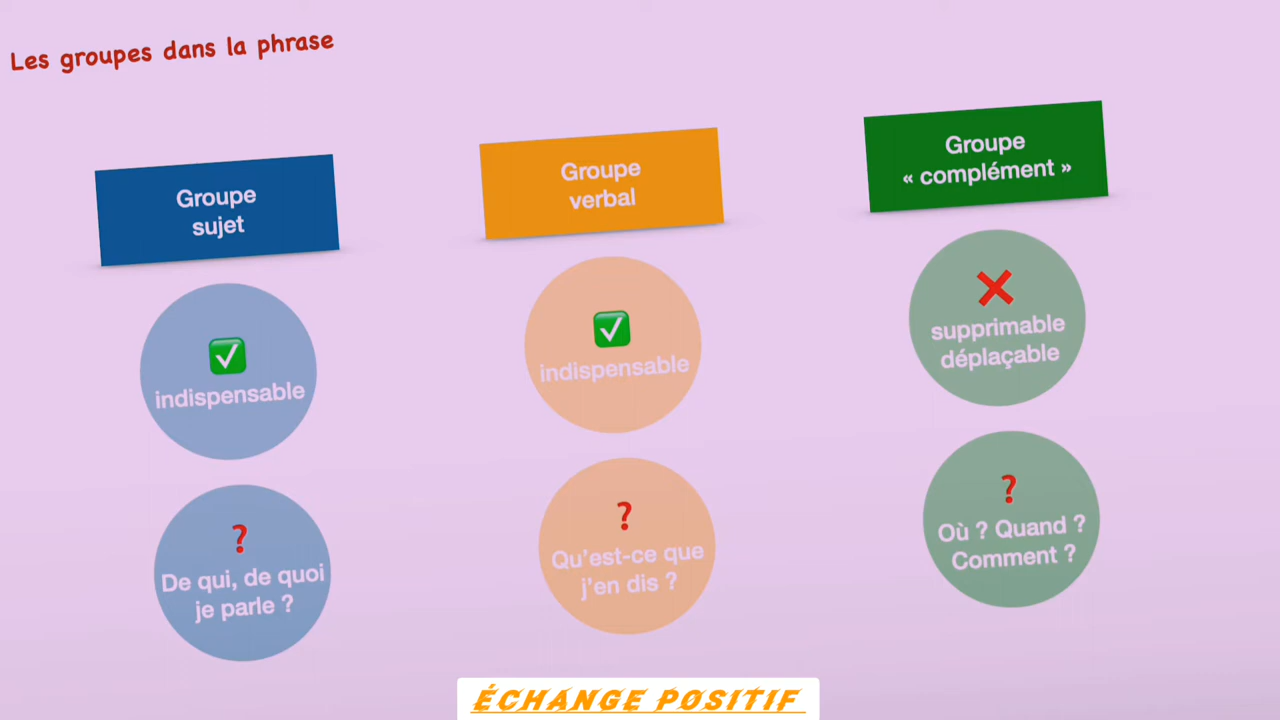 Les groupes dans la phrase
Groupe
sujet
indispensable
De qui, de quoi
je parle ?
Groupe
verbal
indispensable
Qu’est-ce que
j’en dis ?
Groupe
« complément »
supprimable
déplaçable
Où ? Quand ?
Comment ?
ÉCHANGE POSITIF